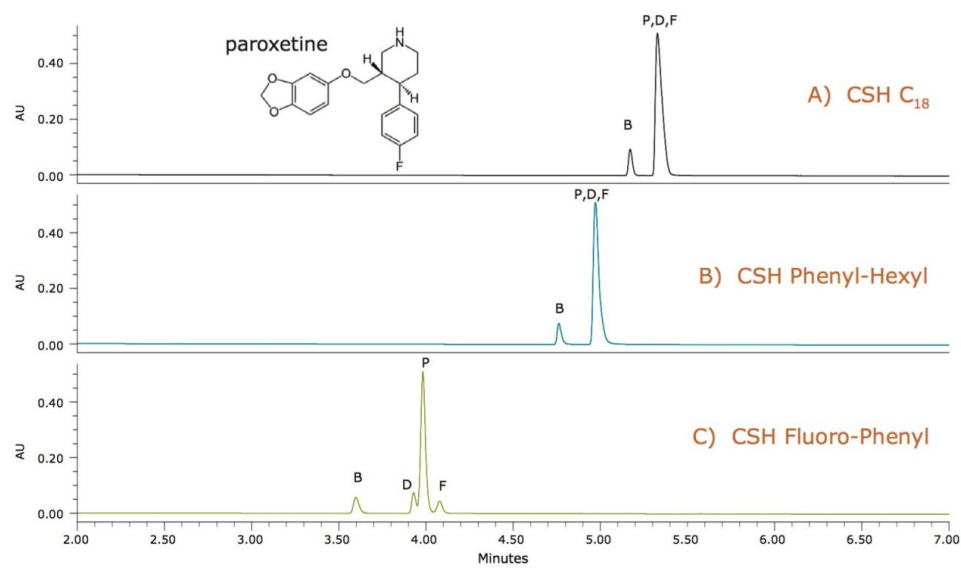 P,D,F
paroxetine
H
N
H
O
O
O
H
F
0.40
0.20
0.00
AU
B
A) CSH C₁₈
P,D,F
0.40
0.20
0.00
AU
B
B) CSH Phenyl-Hexyl
P
0.40
0.20
0.00
AU
B
D
F
C) CSH Fluoro-Phenyl
2.00 2.50 3.00 3.50 4.00 4.50 5.00 5.50 6.00 6.50 7.00
Minutes